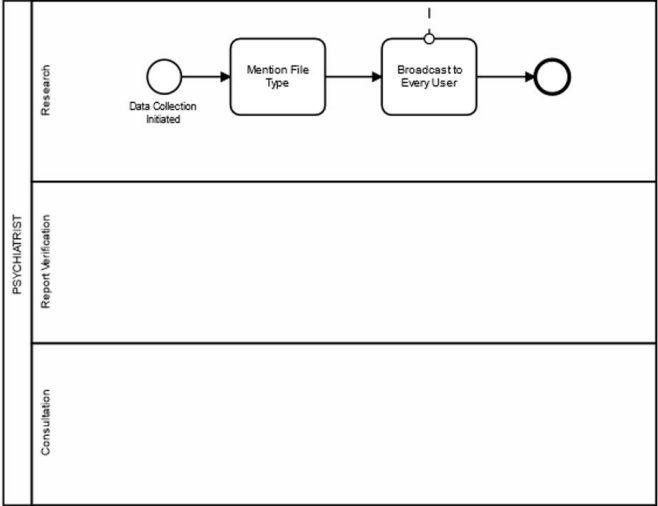 PSYCHIATRIST
Research
Data Collection
Initiated
Mention File
Type
Broadcast to
Every User
Report Verification
Consultation